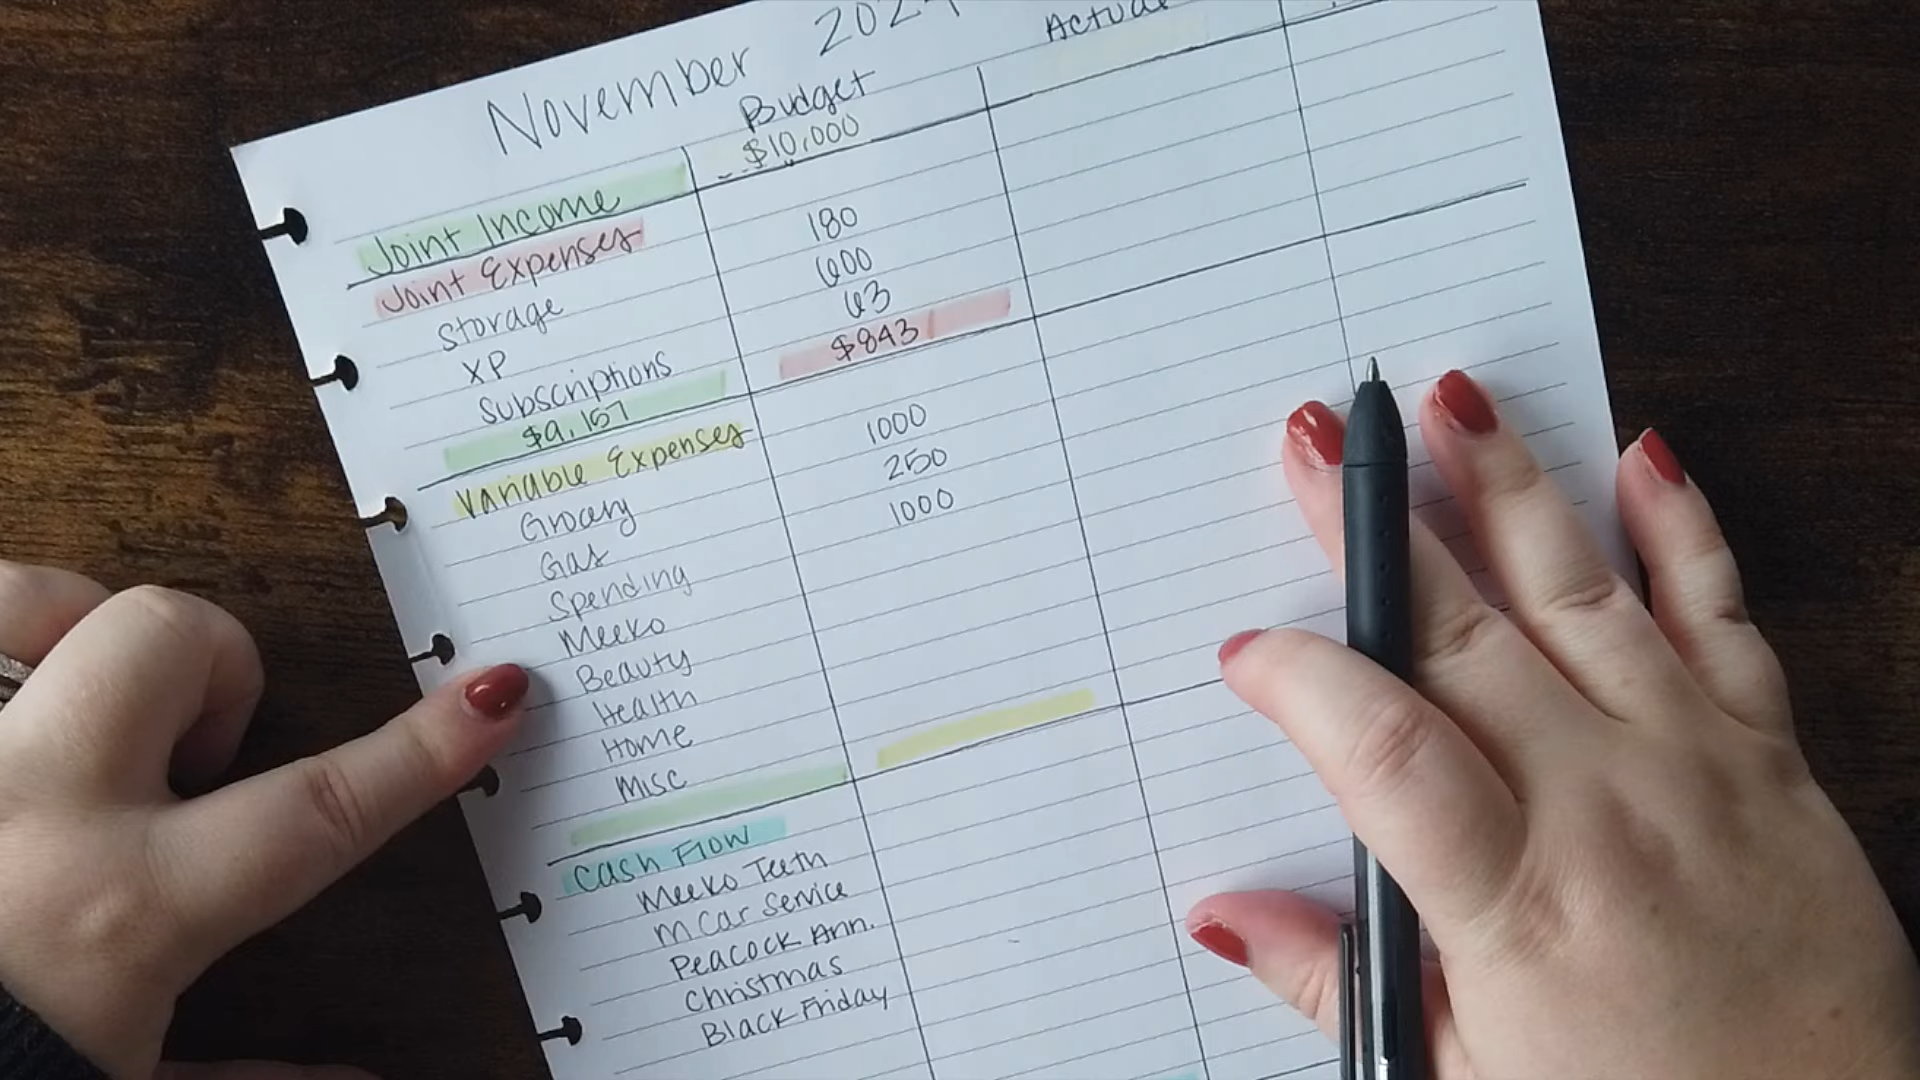 November 2024
Budget Actual
$10,000
Joint Income
Joint Expenses
Storage 180
XP 600
Subscriptions 63
$9,157 $843
Variable Expenses
Grocery 1000
Gas 250
Spending 1000
Meeko
Beauty
Health
Home
Misc
Cash Flow
Meeko Teeth
M Car Service
Peacock Ann.
Christmas
Black Friday